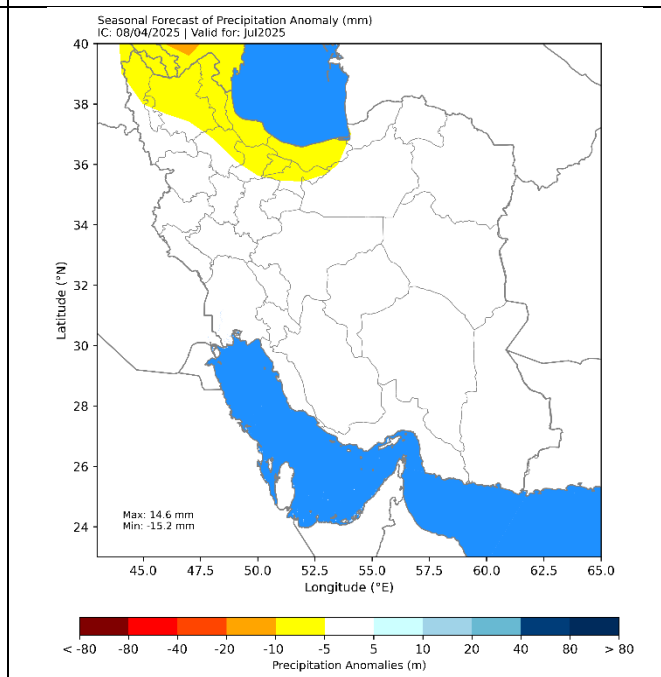 Seasonal Forecast of Precipitation Anomaly (mm)
IC: 08/04/2025 | Valid for: Jul2025
40
38
36
34
32
30
28
26
24
Latitude (°N)
Max: 14.6 mm
Min: -15.2 mm
45.0 47.5 50.0 52.5 55.0 57.5 60.0 62.5 65.0
Longitude (°E)
< -80 -80 -40 -20 -10 -5 5 10 20 40 80 > 80
Precipitation Anomalies (m)